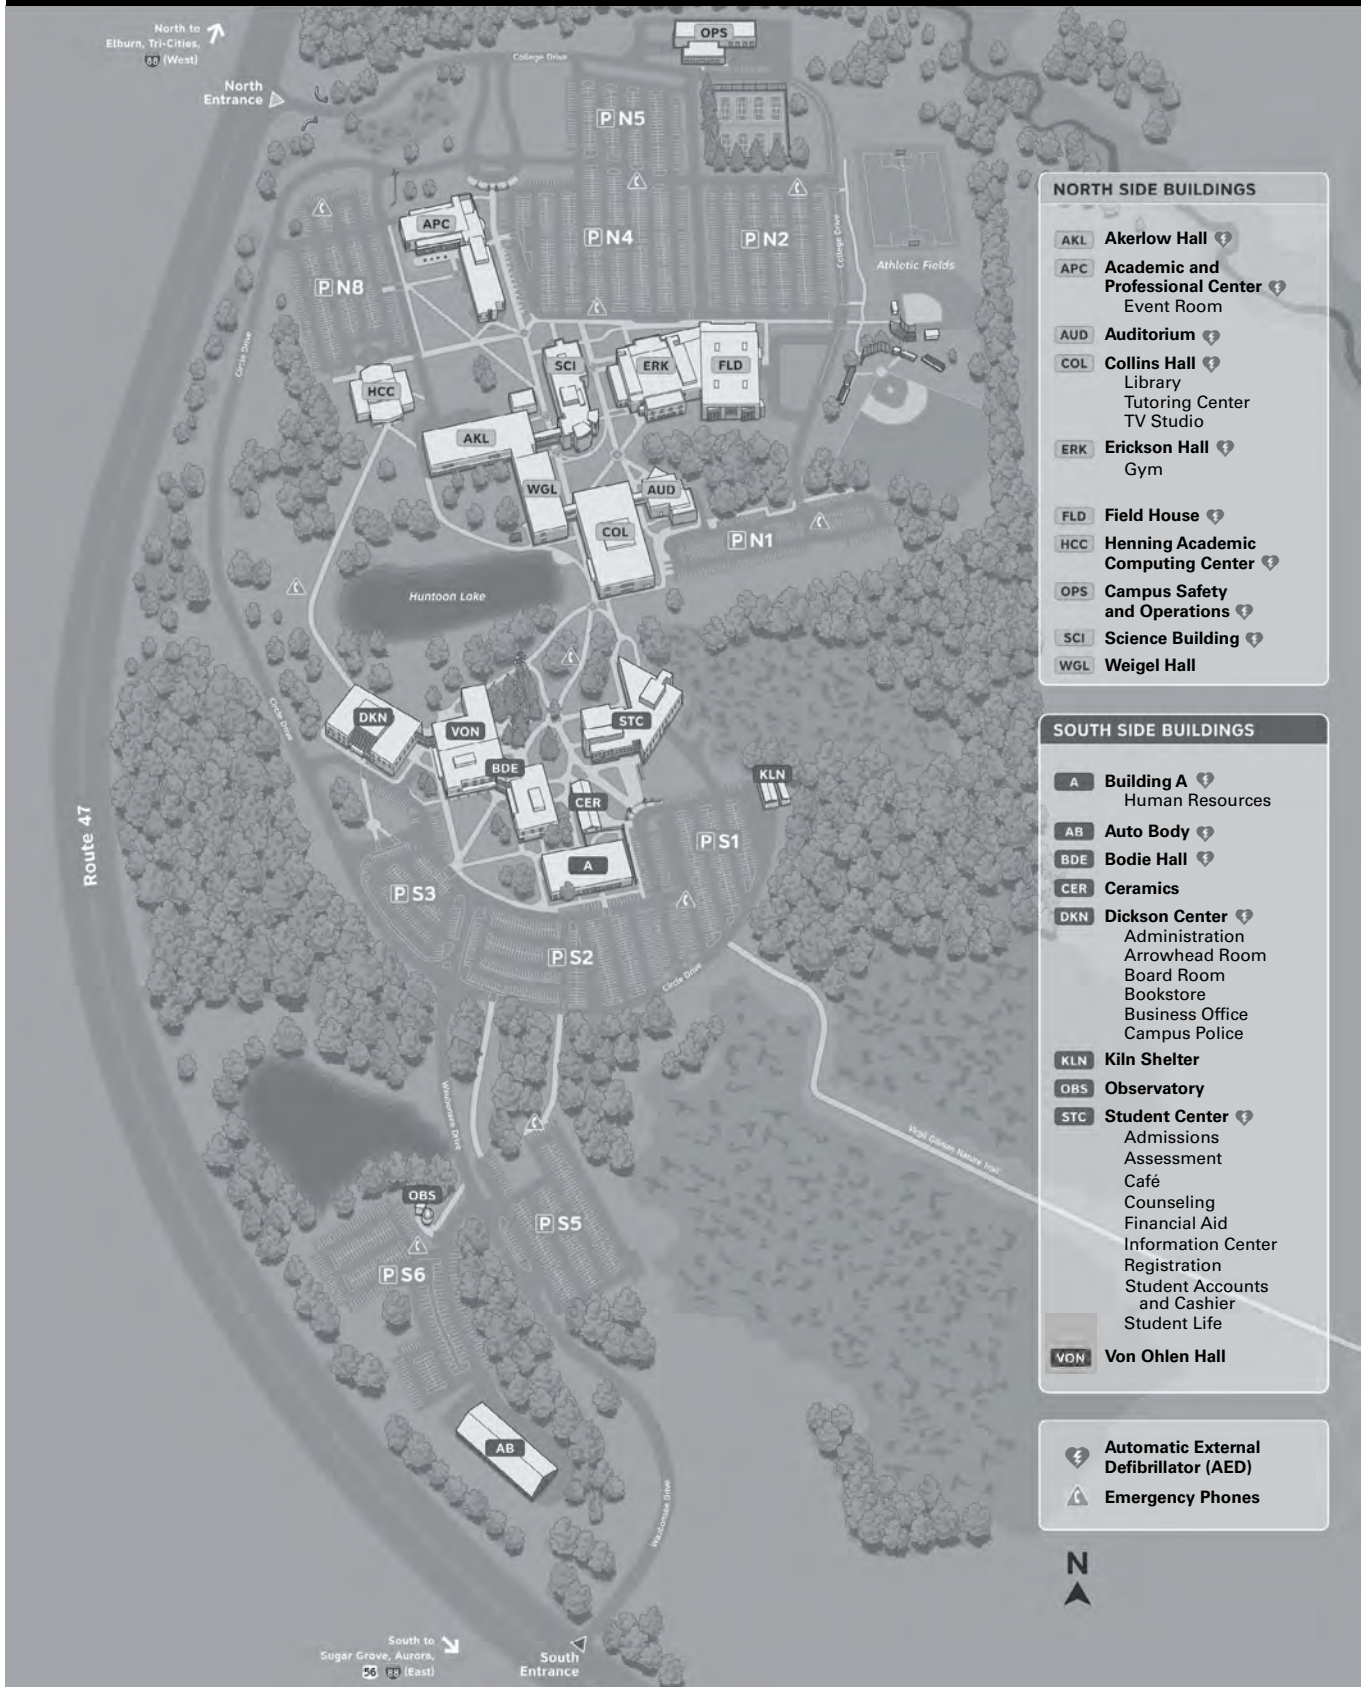 North to
Elburn, Tri-Cities,
88 (West)
North
Entrance
College Drive
OPS
P N5
APC
P N4
P N2
College Drive
Athletic Fields
P N8
Circle Drive
SCI
ERK
FLD
HCC
AKL
WGL
AUD
COL
P N1
Huntoon Lake
Circle Drive
DKN
VON
STC
BDE
KLN
CER
P S1
A
P S3
P S2
Circle Drive
Route 47
Waubonsee Drive
Virgil Gilman Nature Trail
OBS
P S5
P S6
AB
Waubonsee Drive
South to
Sugar Grove, Aurora,
56 88 (East)
South
Entrance
NORTH SIDE BUILDINGS
AKL Akerlow Hall
APC Academic and
Professional Center
Event Room
AUD Auditorium
COL Collins Hall
Library
Tutoring Center
TV Studio
ERK Erickson Hall
Gym
FLD Field House
HCC Henning Academic
Computing Center
OPS Campus Safety
and Operations
SCI Science Building
WGL Weigel Hall
SOUTH SIDE BUILDINGS
A Building A
Human Resources
AB Auto Body
BDE Bodie Hall
CER Ceramics
DKN Dickson Center
Administration
Arrowhead Room
Board Room
Bookstore
Business Office
Campus Police
KLN Kiln Shelter
OBS Observatory
STC Student Center
Admissions
Assessment
Café
Counseling
Financial Aid
Information Center
Registration
Student Accounts
and Cashier
Student Life
VON Von Ohlen Hall
Automatic External
Defibrillator (AED)
Emergency Phones
N